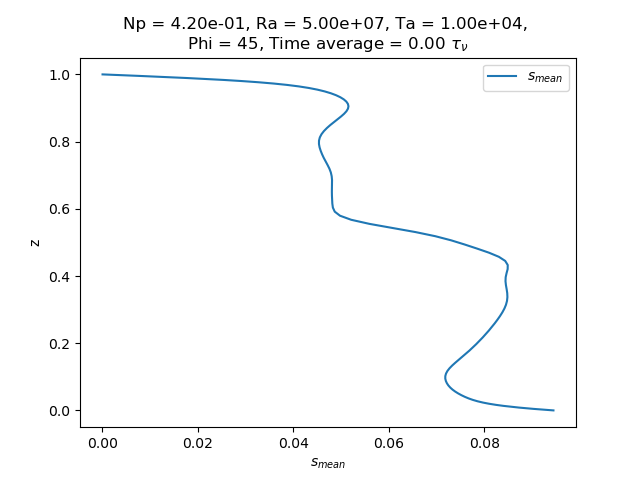 Np = 4.20e-01, Ra = 5.00e+07, Ta = 1.00e+04,
Phi = 45, Time average = 0.00 τν
s_mean
1.0
0.8
0.6
z
0.4
0.2
0.0
0.00 0.02 0.04 0.06 0.08
s_mean